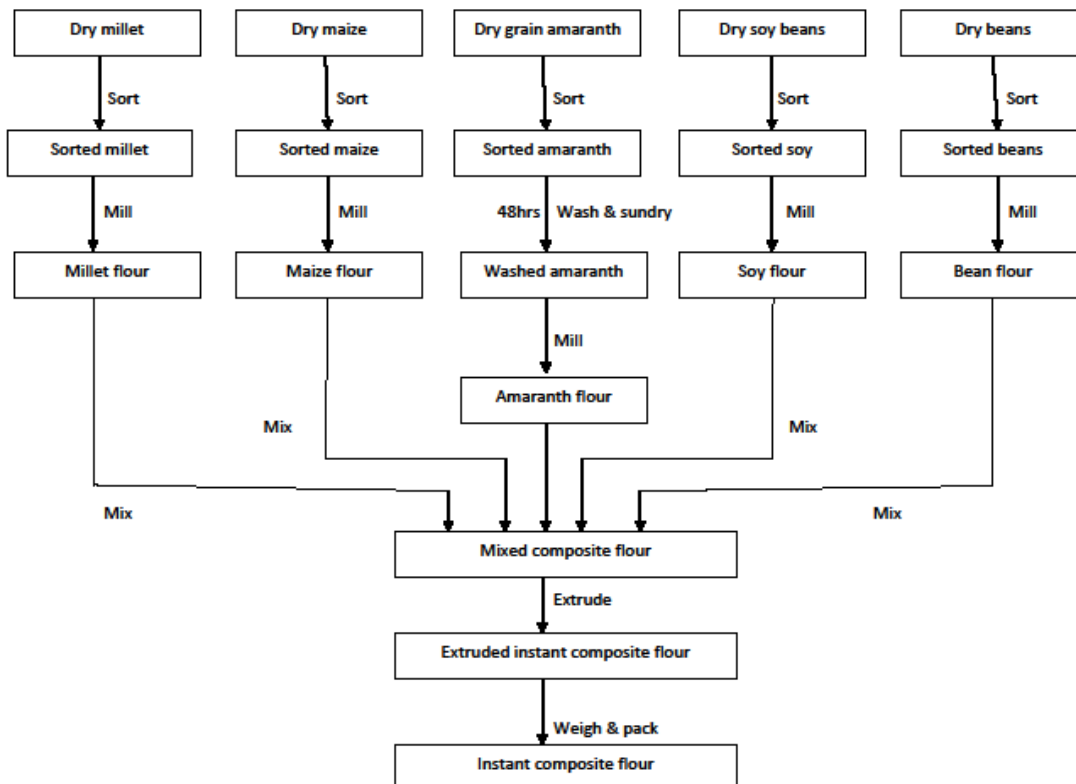 Dry millet
Dry maize
Dry grain amaranth
Dry soy beans
Dry beans
Sort
Sort
Sort
Sort
Sort
Sorted millet
Sorted maize
Sorted amaranth
Sorted soy
Sorted beans
Mill
Mill
48hrs
Wash & sundry
Mill
Mill
Millet flour
Maize flour
Washed amaranth
Soy flour
Bean flour
Mill
Amaranth flour
Mix
Mix
Mix
Mix
Mixed composite flour
Extrude
Extruded instant composite flour
Weigh & pack
Instant composite flour